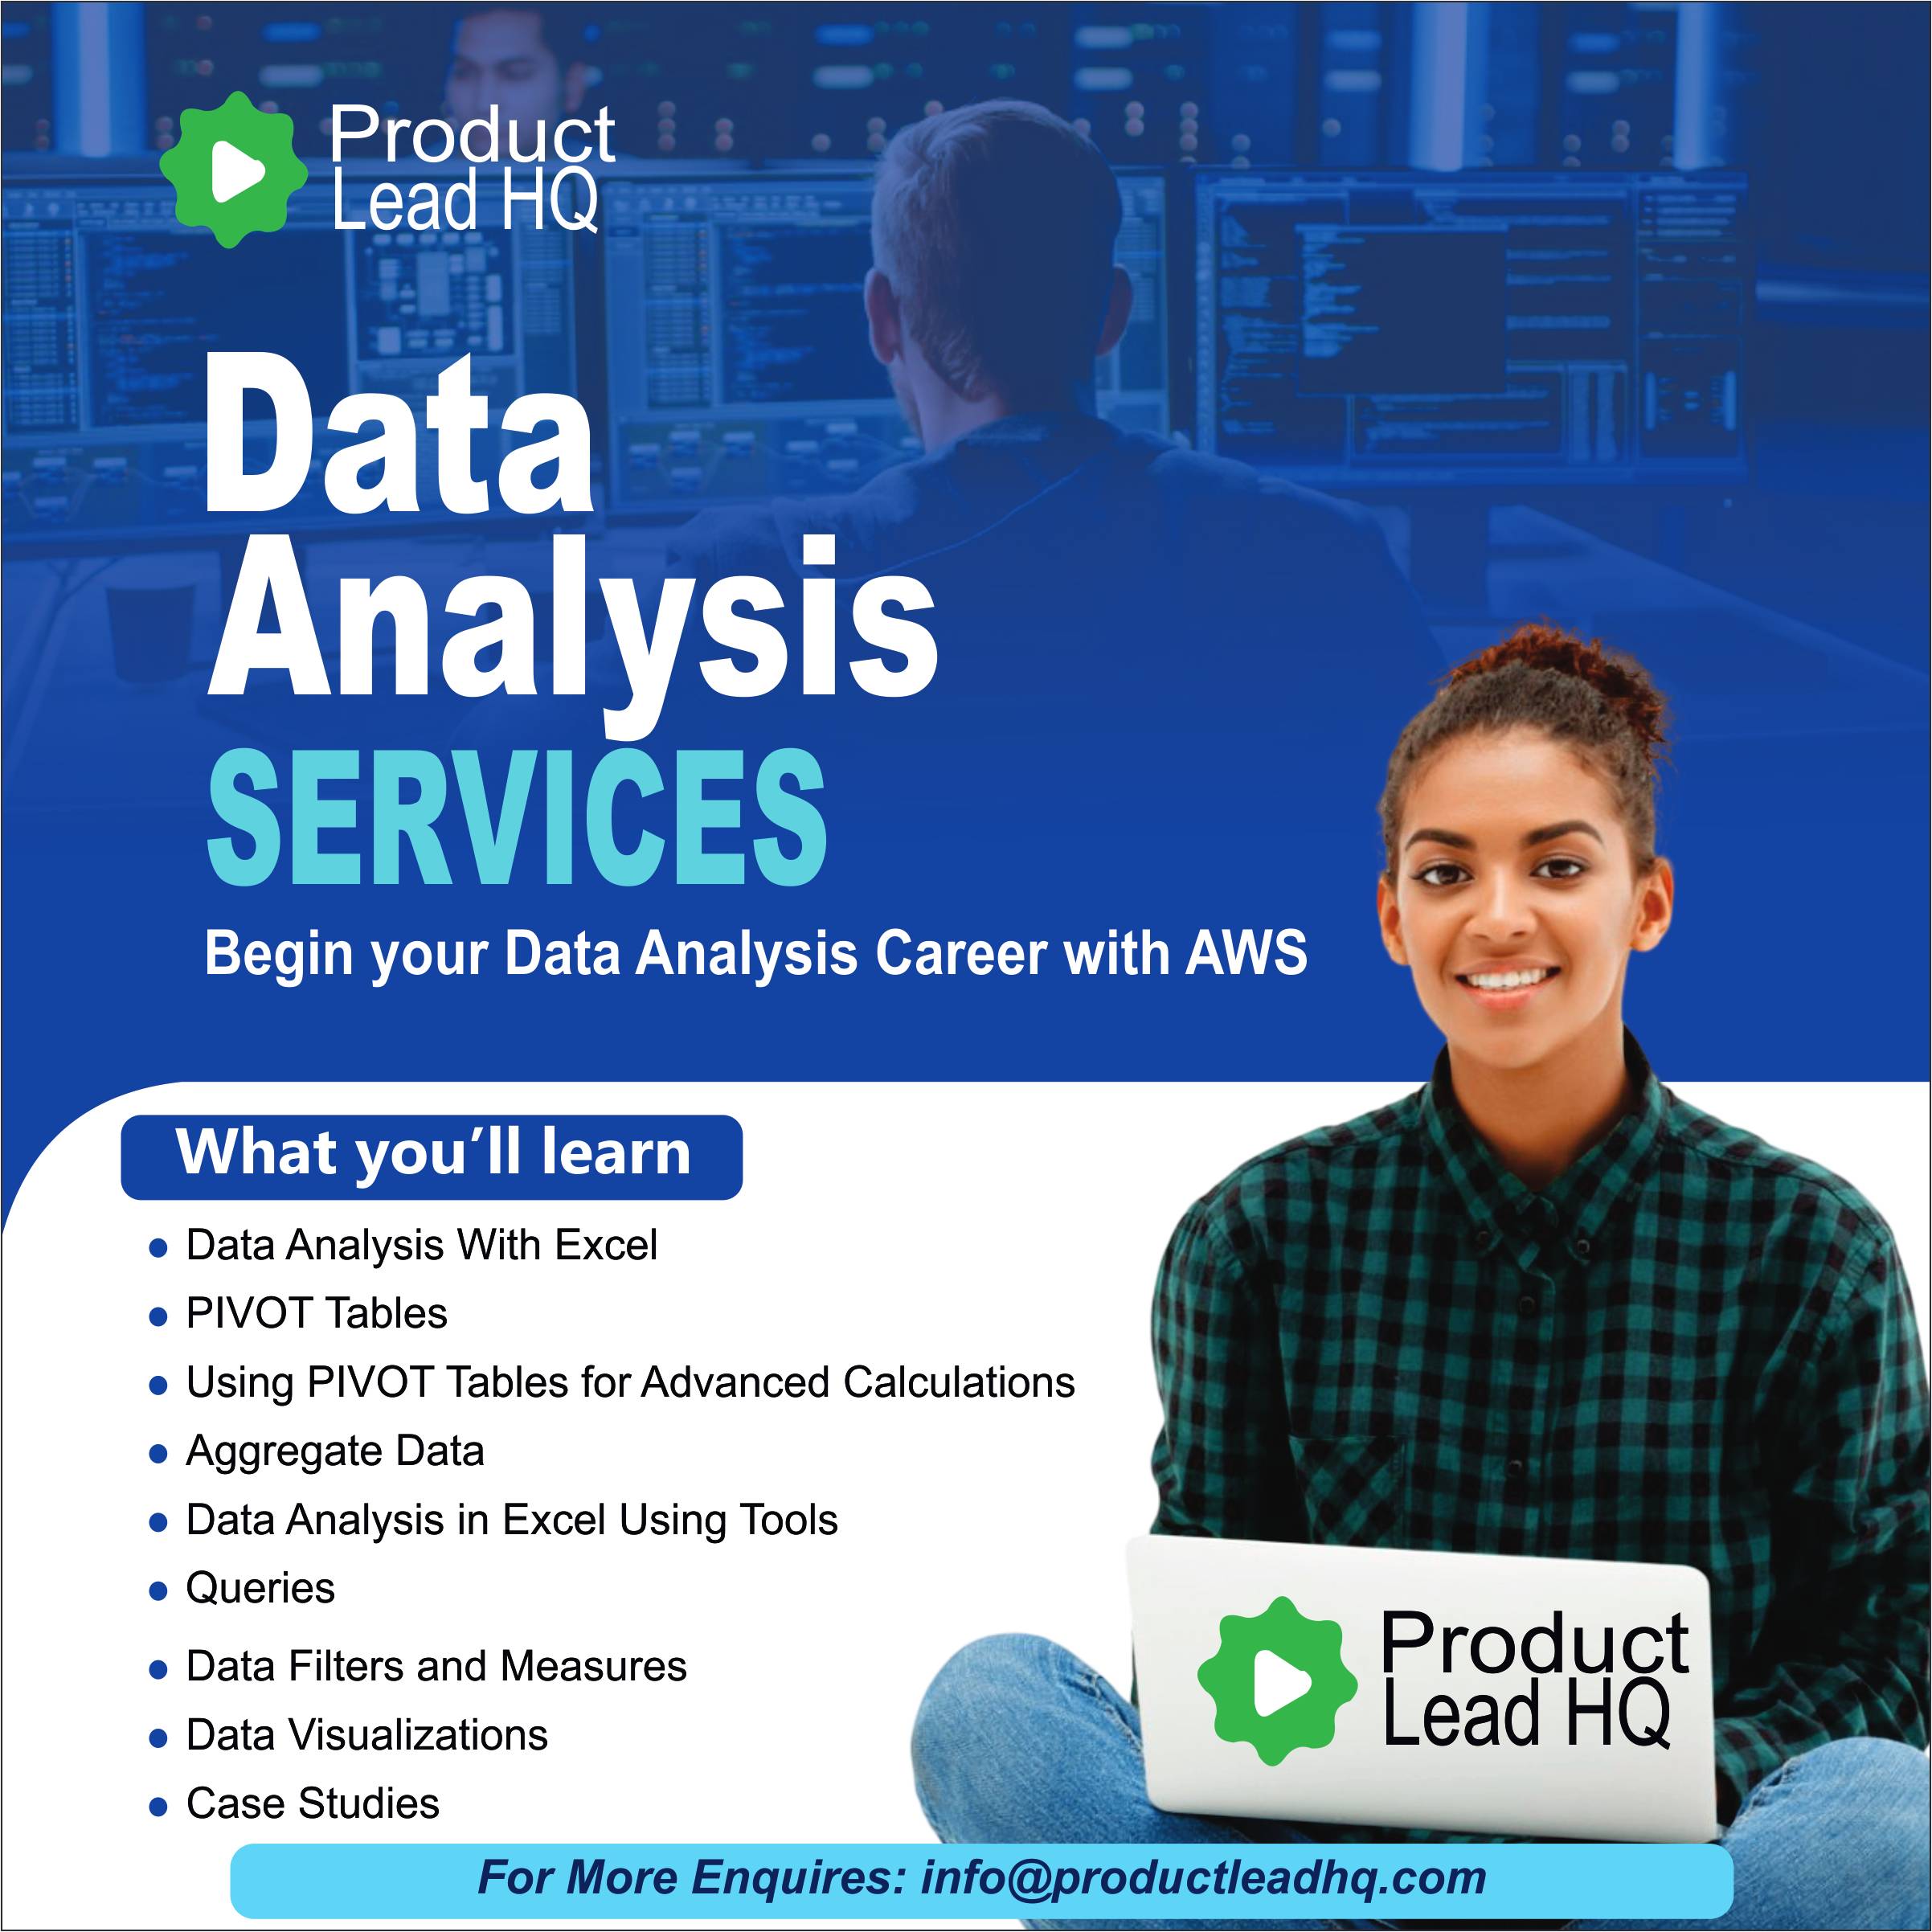 Product
Lead HQ
Data
Analysis
SERVICES
Begin your Data Analysis Career with AWS
What you’ll learn
Data Analysis With Excel
PIVOT Tables
Using PIVOT Tables for Advanced Calculations
Aggregate Data
Data Analysis in Excel Using Tools
Queries
Data Filters and Measures
Data Visualizations
Case Studies
Product
Lead HQ
For More Enquires: info@productleadhq.com